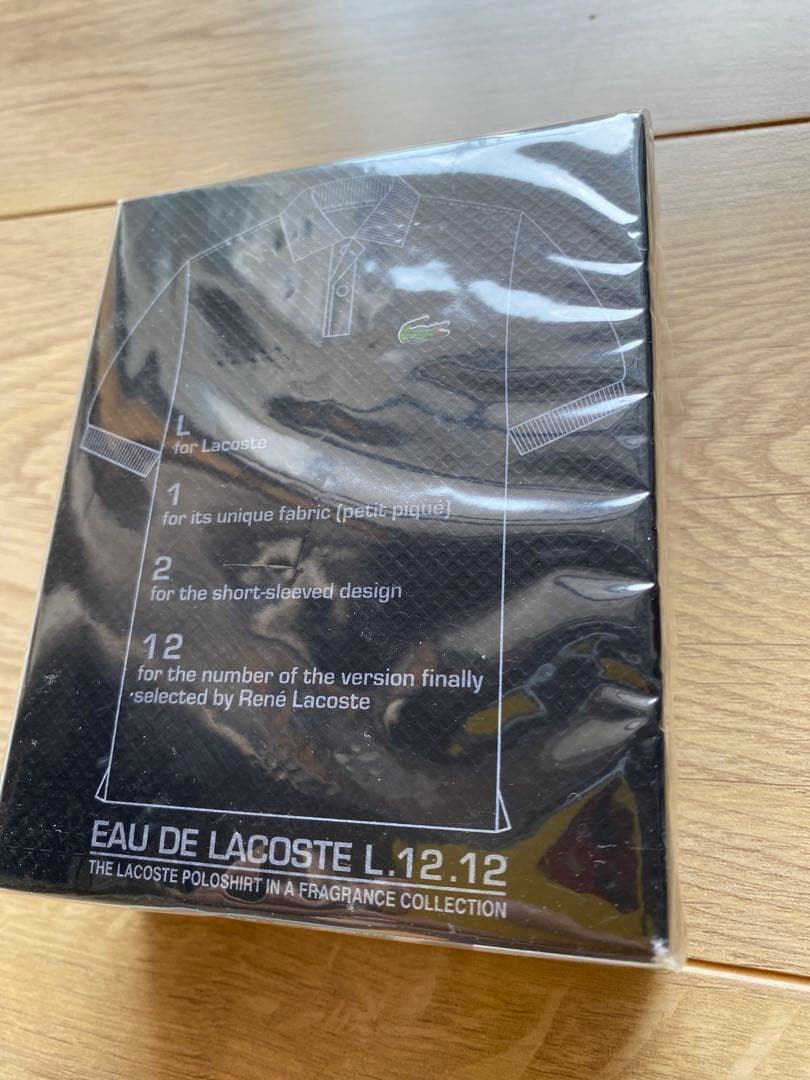 L
for Lacoste
1
for its unique fabric (petit piqué)
2
for the short-sleeved design
12
for the number of the version finally
selected by René Lacoste
EAU DE LACOSTE L.12.12
THE LACOSTE POLOSHIRT IN A FRAGRANCE COLLECTION